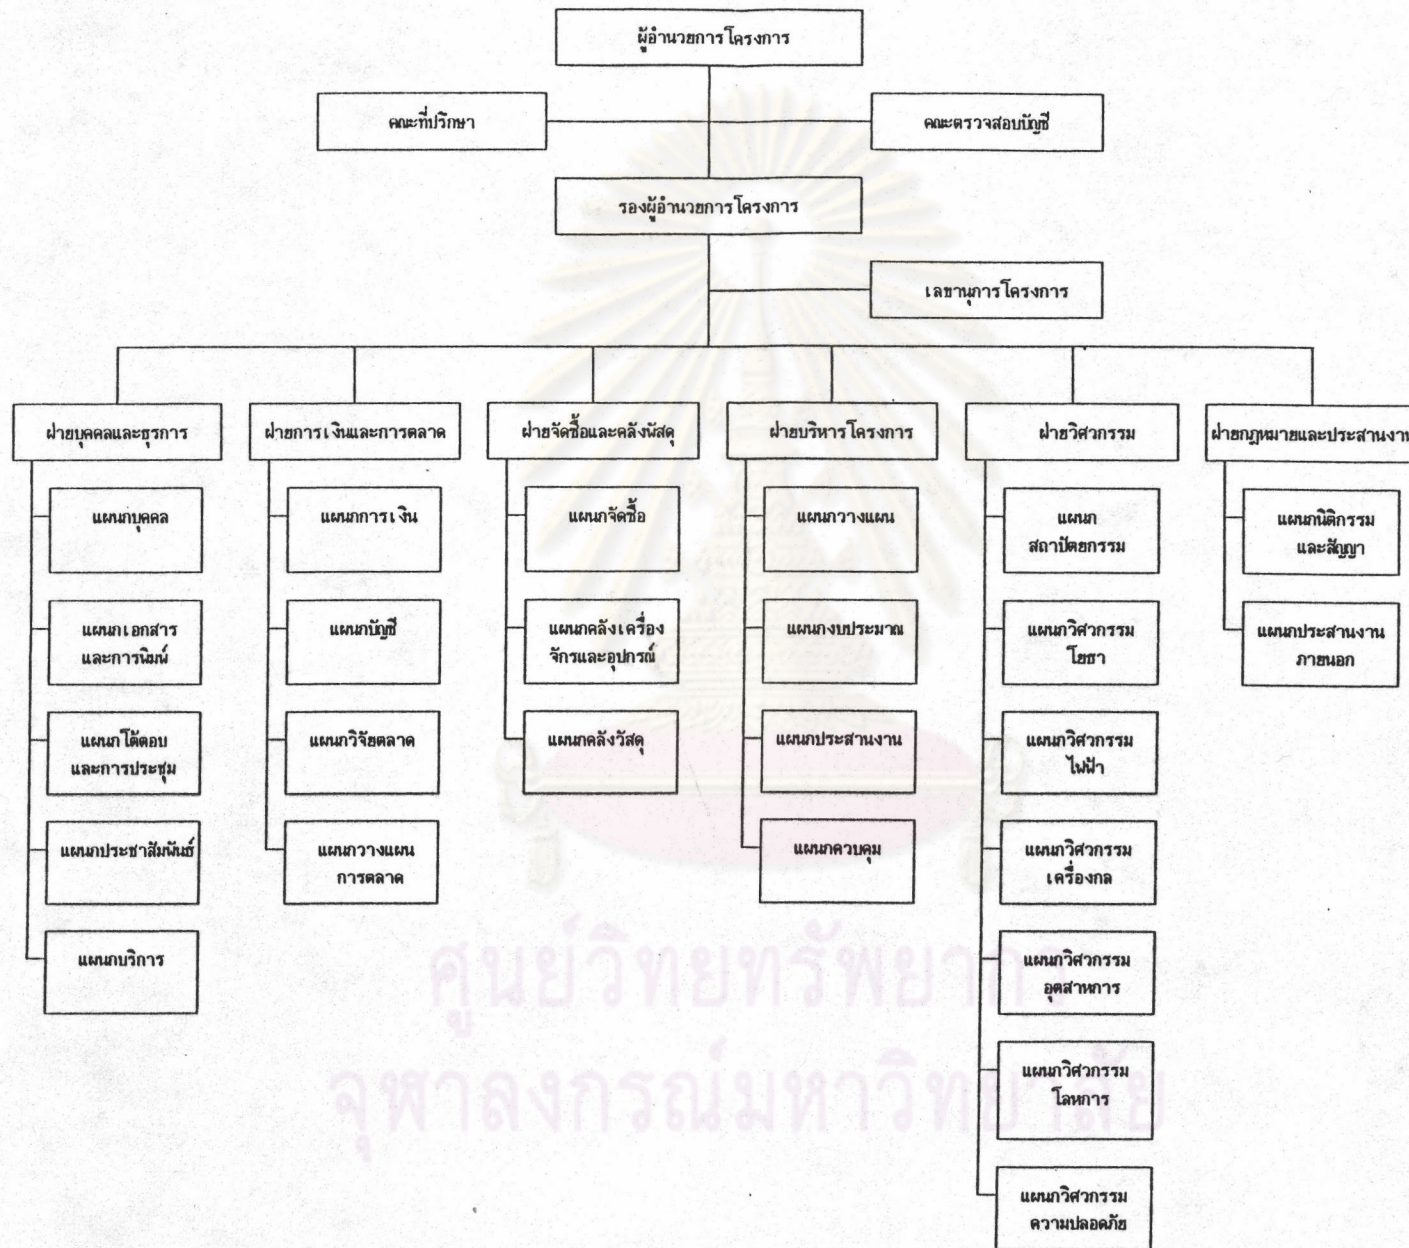 ผู้อำนวยการโครงการ
คณะที่ปรึกษา
คณะตรวจสอบบัญชี
รองผู้อำนวยการโครงการ
เลขานุการโครงการ
ฝ่ายบุคคลและธุรการ
ฝ่ายการเงินและการตลาด
ฝ่ายจัดซื้อและคลังพัสดุ
ฝ่ายบริหารโครงการ
ฝ่ายวิศวกรรม
ฝ่ายกฎหมายและประสานงาน
แผนกบุคคล
แผนกเอกสาร
และการพิมพ์
แผนกโต้ตอบ
และการประชุม
แผนกประชาสัมพันธ์
แผนกบริการ
แผนกการเงิน
แผนกบัญชี
แผนกวิจัยตลาด
แผนกวางแผน
การตลาด
แผนกจัดซื้อ
แผนกคลังเครื่อง
จักรและอุปกรณ์
แผนกคลังวัสดุ
แผนกวางแผน
แผนกงบประมาณ
แผนกประสานงาน
แผนกควบคุม
แผนก
สถาปัตยกรรม
แผนกวิศวกรรม
โยธา
แผนกวิศวกรรม
ไฟฟ้า
แผนกวิศวกรรม
เครื่องกล
แผนกวิศวกรรม
อุตสาหการ
แผนกวิศวกรรม
โลหการ
แผนกวิศวกรรม
ความปลอดภัย
แผนกนิติกรรม
และสัญญา
แผนกประสานงาน
ภายนอก
ศูนย์วิทยทรัพยากร
จุฬาลงกรณ์มหาวิทยาลัย